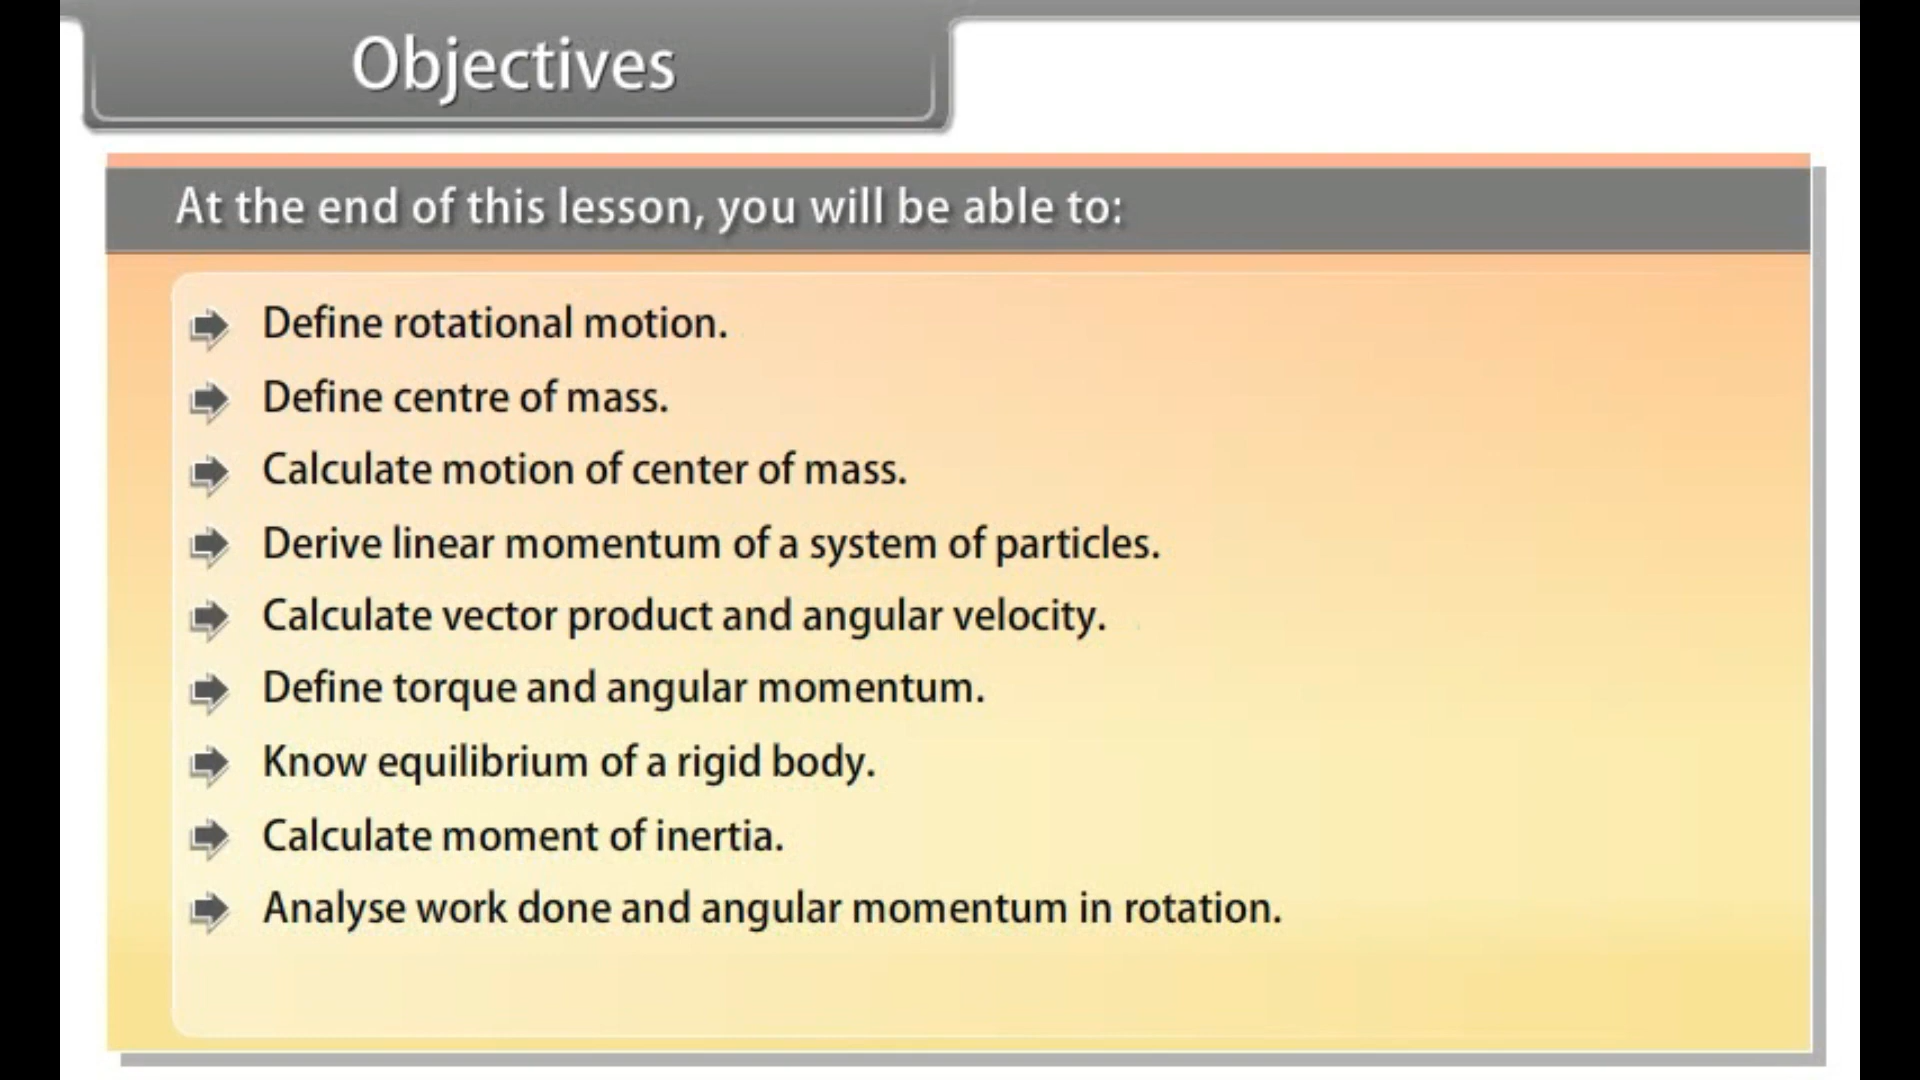 Objectives
At the end of this lesson, you will be able to:
Define rotational motion.
Define centre of mass.
Calculate motion of center of mass.
Derive linear momentum of a system of particles.
Calculate vector product and angular velocity.
Define torque and angular momentum.
Know equilibrium of a rigid body.
Calculate moment of inertia.
Analyse work done and angular momentum in rotation.